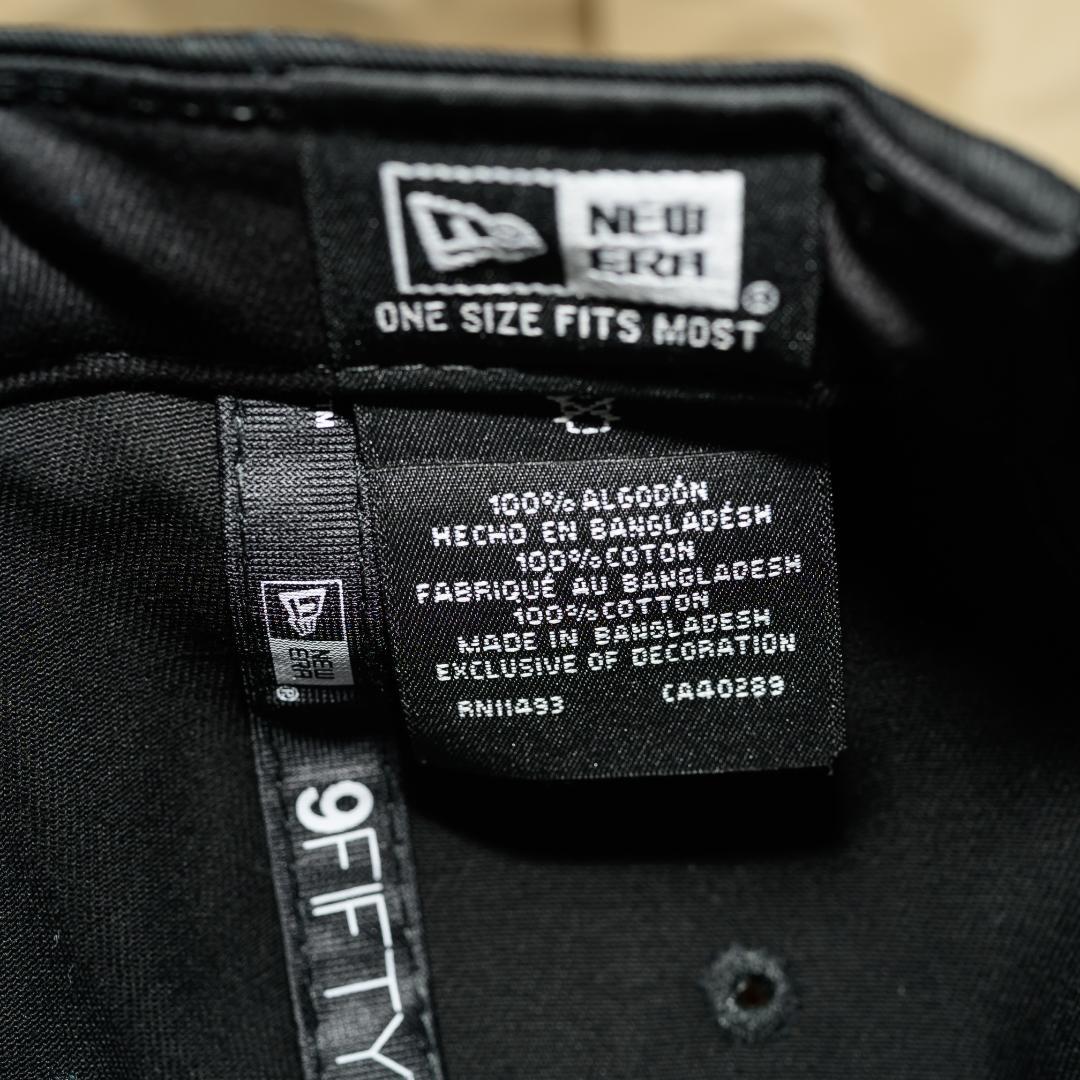 NEW
ERA
®
ONE SIZE FITS MOST
100% ALGODÓN
HECHO EN BANGLADÉSH
100% COTON
FABRIQUÉ AU BANGLADESH
100% COTTON
MADE IN BANGLADESH
EXCLUSIVE OF DECORATION
RN11493 CA40289
NEW
ERA
®
9FIFTY